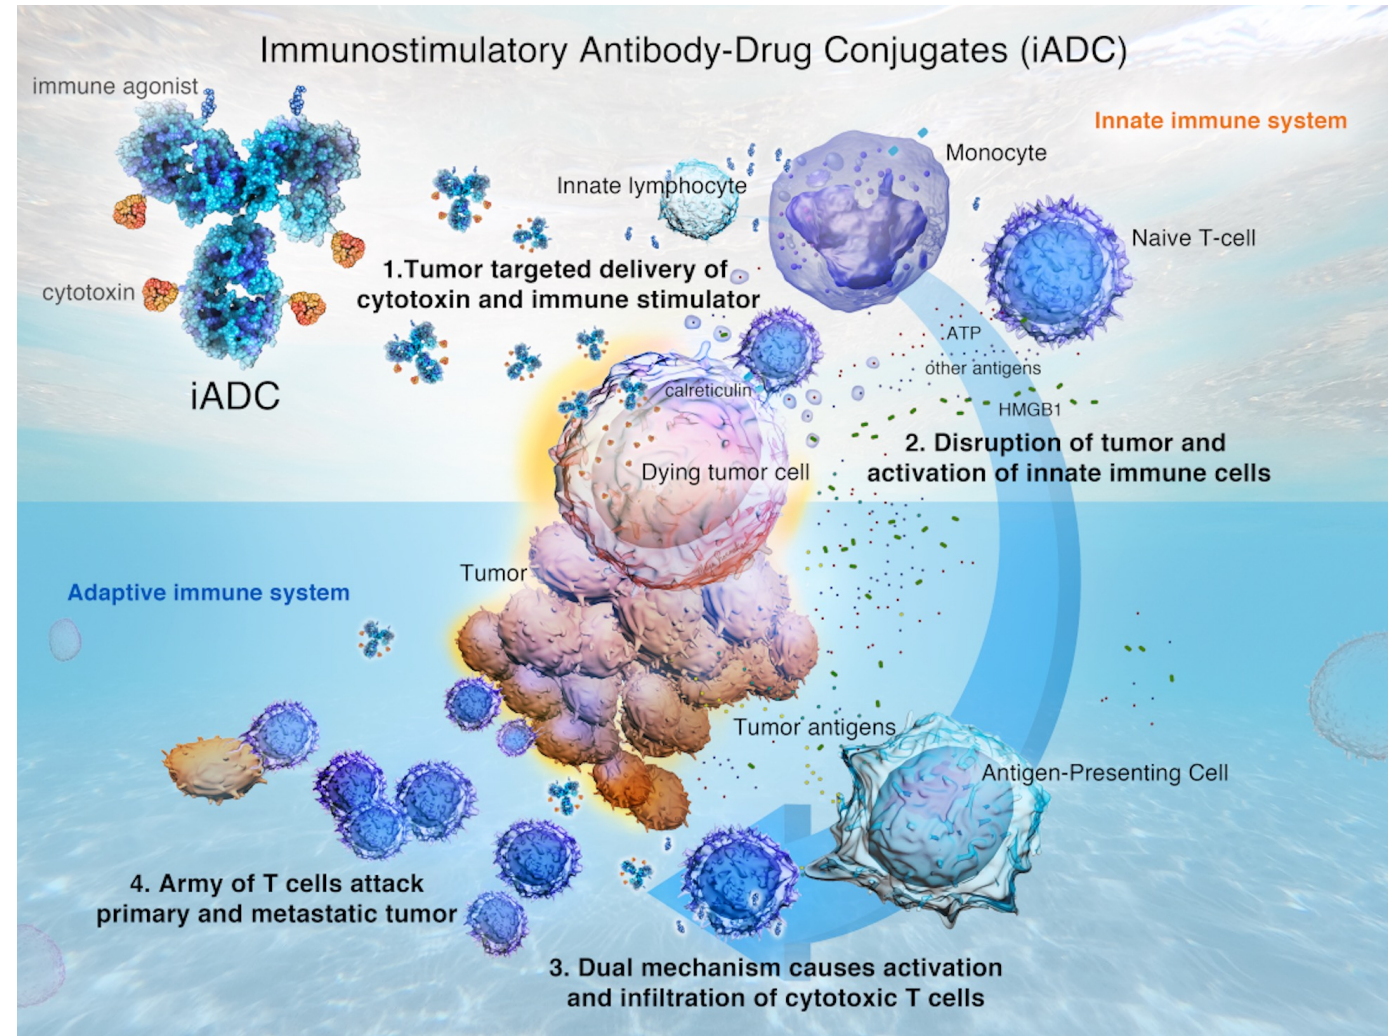 Immunostimulatory Antibody-Drug Conjugates (iADC)
immune agonist
Innate immune system
Monocyte
Innate lymphocyte
Naive T-cell
1.Tumor targeted delivery of
cytotoxin and immune stimulator
cytotoxin
iADC
ATP
other antigens
calreticulin
HMGB1
2. Disruption of tumor and
activation of innate immune cells
Dying tumor cell
Tumor
Adaptive immune system
Tumor antigens
Antigen-Presenting Cell
4. Army of T cells attack
primary and metastatic tumor
3. Dual mechanism causes activation
and infiltration of cytotoxic T cells